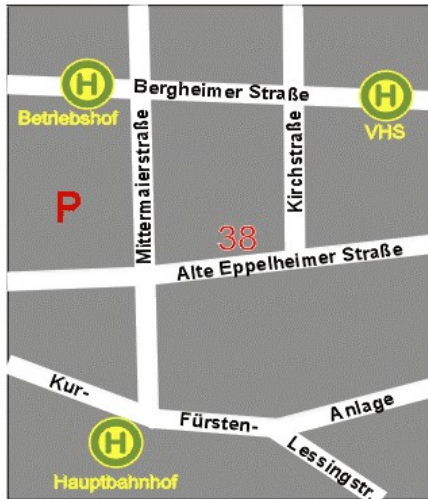 H
Bergheimer Straße
H
Betriebshof
VHS
Mittermaierstraße
Kirchstraße
P
38
Alte Eppelheimer Straße
Kur-
Fürsten-
Anlage
H
Lessingstr.
Hauptbahnhof